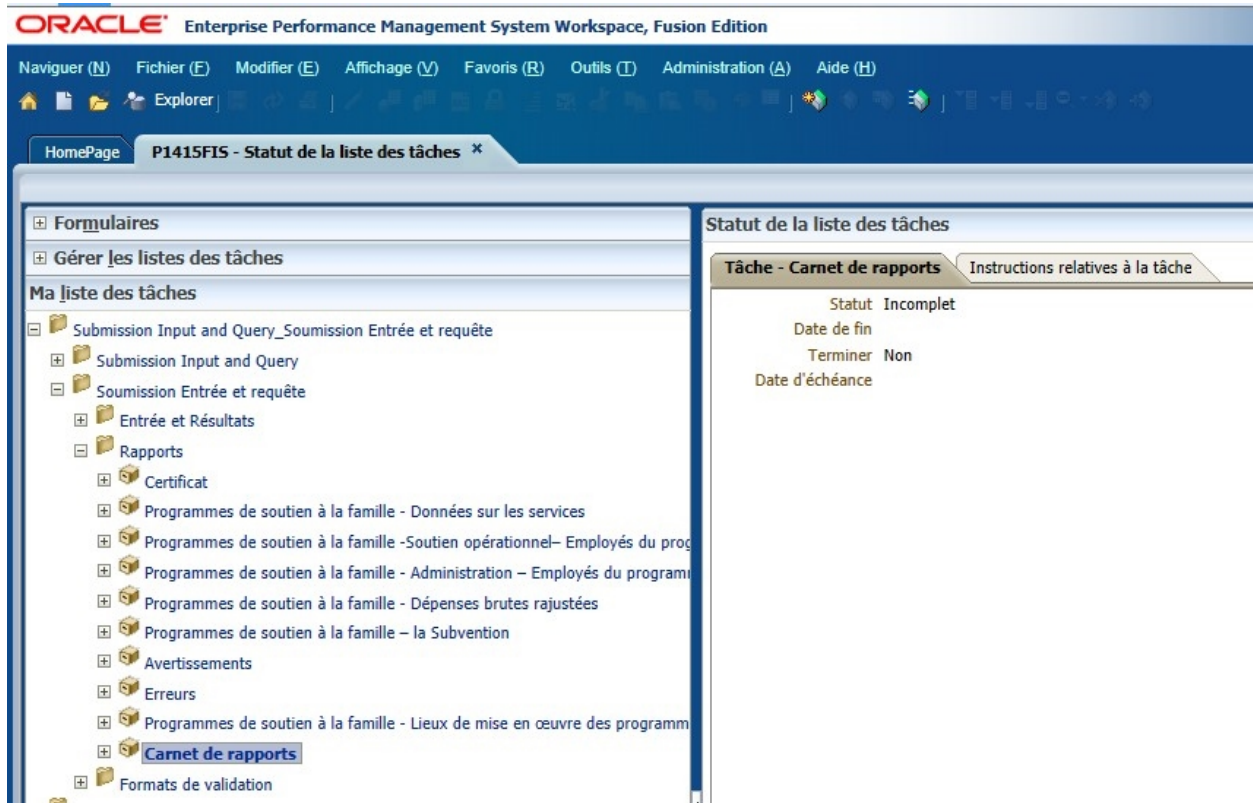 ORACLE Enterprise Performance Management System Workspace, Fusion Edition
Naviguer (N) Fichier (F) Modifier (E) Affichage (V) Favoris (R) Outils (T) Administration (A) Aide (H)
Explorer
HomePage P1415FIS - Statut de la liste des tâches ×
Formulaires
Gérer les listes des tâches
Ma liste des tâches
Submission Input and Query_Soumission Entrée et requête
Submission Input and Query
Soumission Entrée et requête
Entrée et Résultats
Rapports
Certificat
Programmes de soutien à la famille - Données sur les services
Programmes de soutien à la famille -Soutien opérationnel– Employés du prog
Programmes de soutien à la famille - Administration – Employés du programm
Programmes de soutien à la famille - Dépenses brutes rajustées
Programmes de soutien à la famille – la Subvention
Avertissements
Erreurs
Programmes de soutien à la famille - Lieux de mise en œuvre des programm
Carnet de rapports
Formats de validation
Statut de la liste des tâches
Tâche - Carnet de rapports Instructions relatives à la tâche
Statut Incomplet
Date de fin
Terminer Non
Date d'échéance